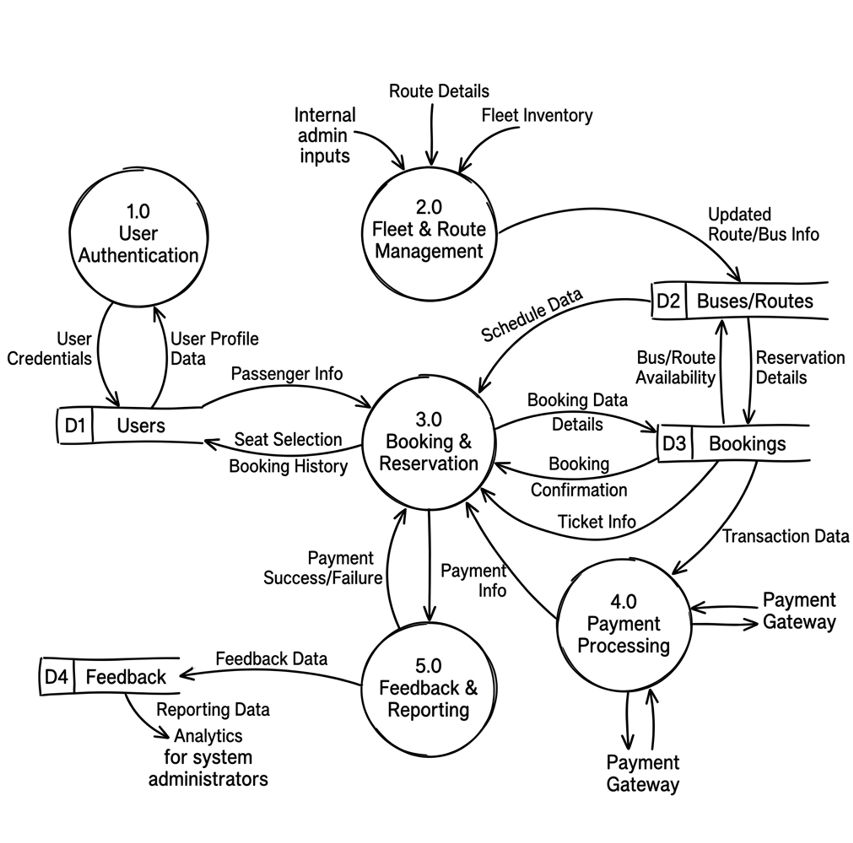 Route Details
Internal
admin
inputs
Fleet Inventory
1.0
User
Authentication
2.0
Fleet & Route
Management
Updated
Route/Bus Info
D2 Buses/Routes
Schedule Data
User
Credentials
User Profile
Data
Bus/Route
Availability
Reservation
Details
Passenger Info
D1 Users
Seat Selection
Booking History
3.0
Booking &
Reservation
Booking Data
Details
D3 Bookings
Booking
Confirmation
Ticket Info
Transaction Data
Payment
Success/Failure
Payment
Info
4.0
Payment
Processing
Payment
Gateway
D4 Feedback
Feedback Data
5.0
Feedback &
Reporting
Reporting Data
Analytics
for system
administrators
Payment
Gateway